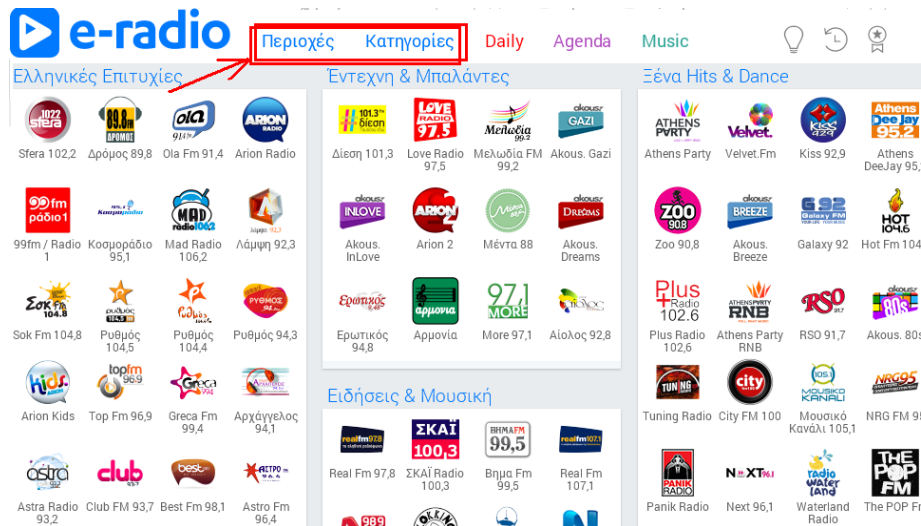 e-radio
Περιοχές Κατηγορίες Daily Agenda Music
Ελληνικές Επιτυχίες
Sfera 102,2 Δρόμος 89,8 Ola Fm 91,4 Arion Radio
99fm / Radio 1 Κοσμοράδιο 95,1 Mad Radio 106,2 Λάμψη 92,3
Sok Fm 104,8 Ρυθμός 104,5 Ρυθμός 104,4 Ρυθμός 94,3
Arion Kids Top Fm 96,9 Greca Fm 99,4 Αρχάγγελος 94,1
Astra Radio 93,2 Club FM 93,7 Best Fm 98,1 Astro Fm 96,4
Έντεχνη & Μπαλάντες
Δίεση 101,3 Love Radio 97,5 Μελωδία FM 99,2 Akous. Gazi
Akous. InLove Arion 2 Μέντα 88 Akous. Dreams
Ερωτικός 94,8 Αρμονία More 97,1 Αίολος 92,8
Ειδήσεις & Μουσική
Real Fm 97,8 ΣΚΑΪ Radio 100,3 Βημα Fm 99,5 Real Fm 107,1
Ξένα Hits & Dance
Athens Party Velvet.Fm Kiss 92,9 Athens DeeJay 95,
Zoo 90,8 Akous. Breeze Galaxy 92 Hot Fm 104
Plus Radio 102,6 Athens Party RNB RSO 91,7 Akous. 80s
Tuning Radio City FM 100 Μουσικό Κανάλι 105,1 NRG FM 95
Panik Radio Next 96,1 Waterland Radio The POP Fm